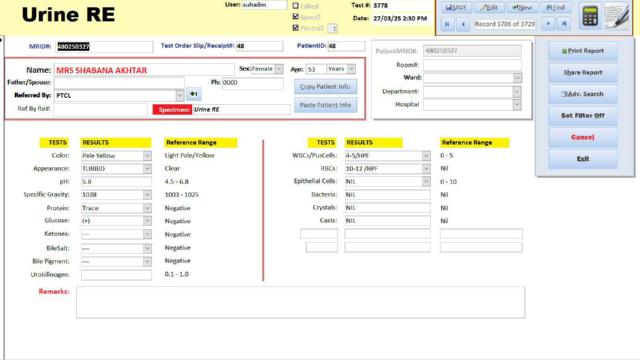 Urine RE
User: suhailm
Edited
Saved?
Printed? 1
Test #: 3778
Date: 27/03/25 2:30 PM
SAVE Edit New Find
Record 3706 of 3729
MRID#: 480250327 Test Order Slip/Receipt#: 48 PatientID: 48
Name: MRS SHABANA AKHTAR Sex: Female Age: 53 Years
Father/Spouse: Ph: 0000
Referred By: PTCL +1
Ref By Re#: Specimen: Urine RE
Copy Patient Info
Paste Patient Info
PatientMRID#: 480250327
Room#:
Ward:
Department:
Hospital
Print Report
Share Report
Adv. Search
Set Filter Off
Cancel
Exit
TESTS RESULTS Reference Range
Color: Pale Yellow Light Pale/Yellow
Appearance: TURBID Clear
pH: 5.8 4.5 - 6.8
Specific Gravity: 1028 1003 - 1025
Protein: Trace Negative
Glucose: (+) Negative
Ketones: --- Negative
BileSalt: --- Negative
Bile Pigment: --- Negative
Urobilinogen: 0.1 - 1.0
TESTS RESULTS Reference Range
WBCs/PusCells: 4-5/HPF 0 - 5
RBCs: 10-12 /HPF Nil
Epithelial Cells: NIL 0 - 10
Bacteria: NIL Nil
Crystals: NIL Nil
Casts: NIL Nil
Remarks: